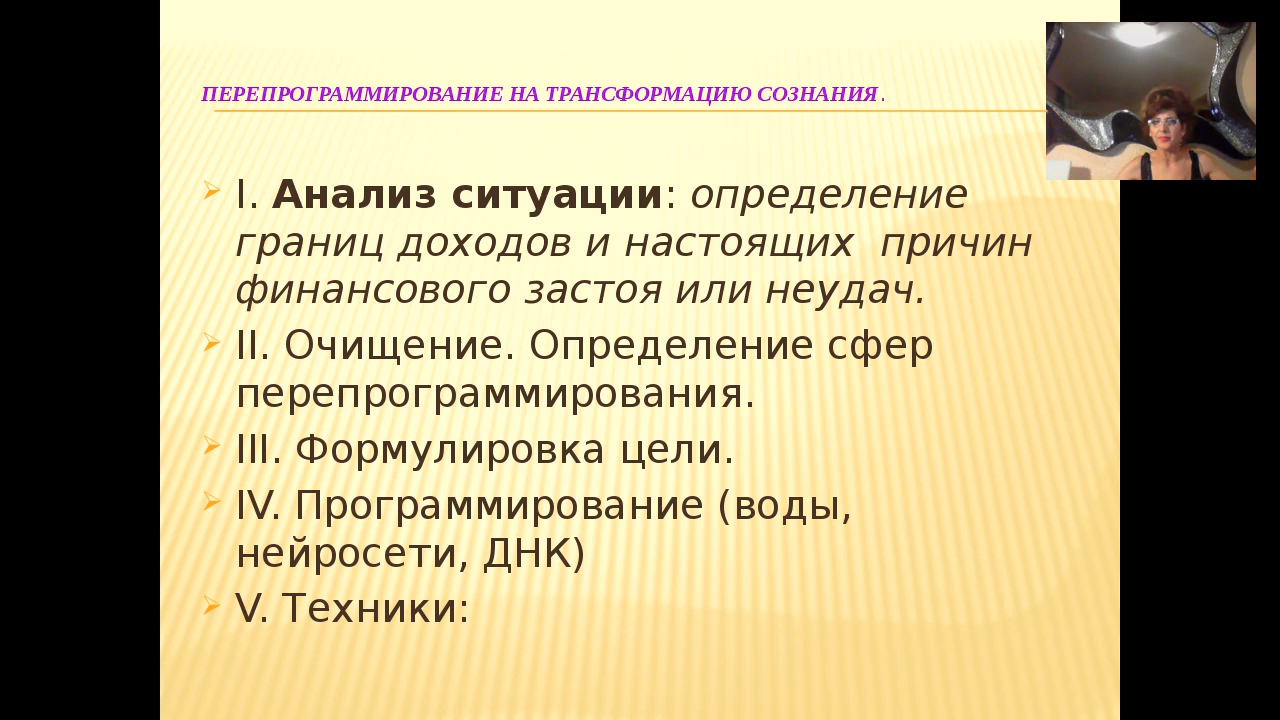 ПЕРЕПРОГРАММИРОВАНИЕ НА ТРАНСФОРМАЦИЮ СОЗНАНИЯ.
I. Анализ ситуации: определение
границ доходов и настоящих  причин
финансового застоя или неудач.
II. Очищение. Определение сфер
перепрограммирования.
III. Формулировка цели.
IV. Программирование (воды,
нейросети, ДНК)
V. Техники: